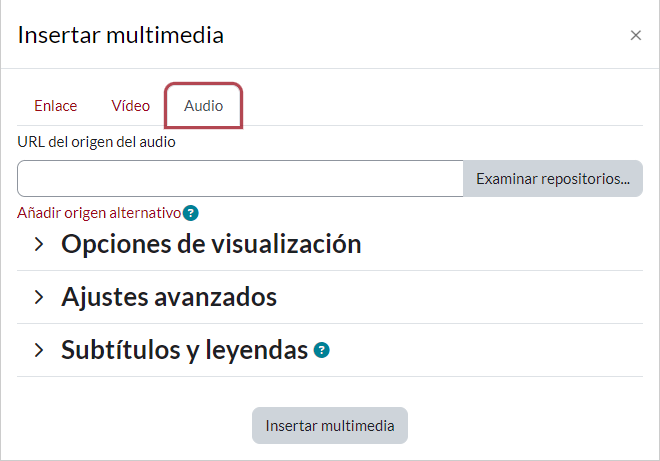 Insertar multimedia
Enlace Vídeo Audio
URL del origen del audio
Examinar repositorios...
Añadir origen alternativo ?
Opciones de visualización
Ajustes avanzados
Subtítulos y leyendas ?
Insertar multimedia